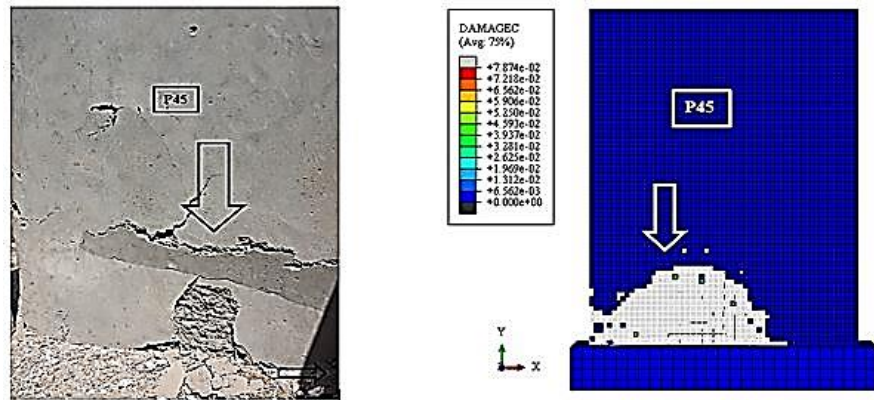 P45
DAMAGEC
(Avg: 75%)
+7.874e-02
+7.218e-02
+6.562e-02
+5.906e-02
+5.250e-02
+4.593e-02
+3.937e-02
+3.281e-02
+2.625e-02
+1.969e-02
+1.312e-02
+6.562e-03
+0.000e+00
P45
Y
X